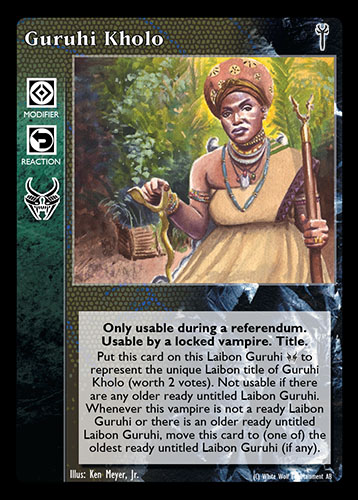 Guruhi Kholo
MODIFIER
REACTION
Only usable during a referendum.
Usable by a locked vampire. Title.
Put this card on this Laibon Guruhi to
represent the unique Laibon title of Guruhi
Kholo (worth 2 votes). Not usable if there
are any older ready untitled Guruhi.
Whenever this vampire is not a ready Laibon
Guruhi or there is an older ready untitled
Laibon Guruhi, move this card to (one of) the
oldest ready untitled Laibon Guruhi (if any).
Illus: Ken Meyer, Jr.
(C) White Wolf Entertainment AB